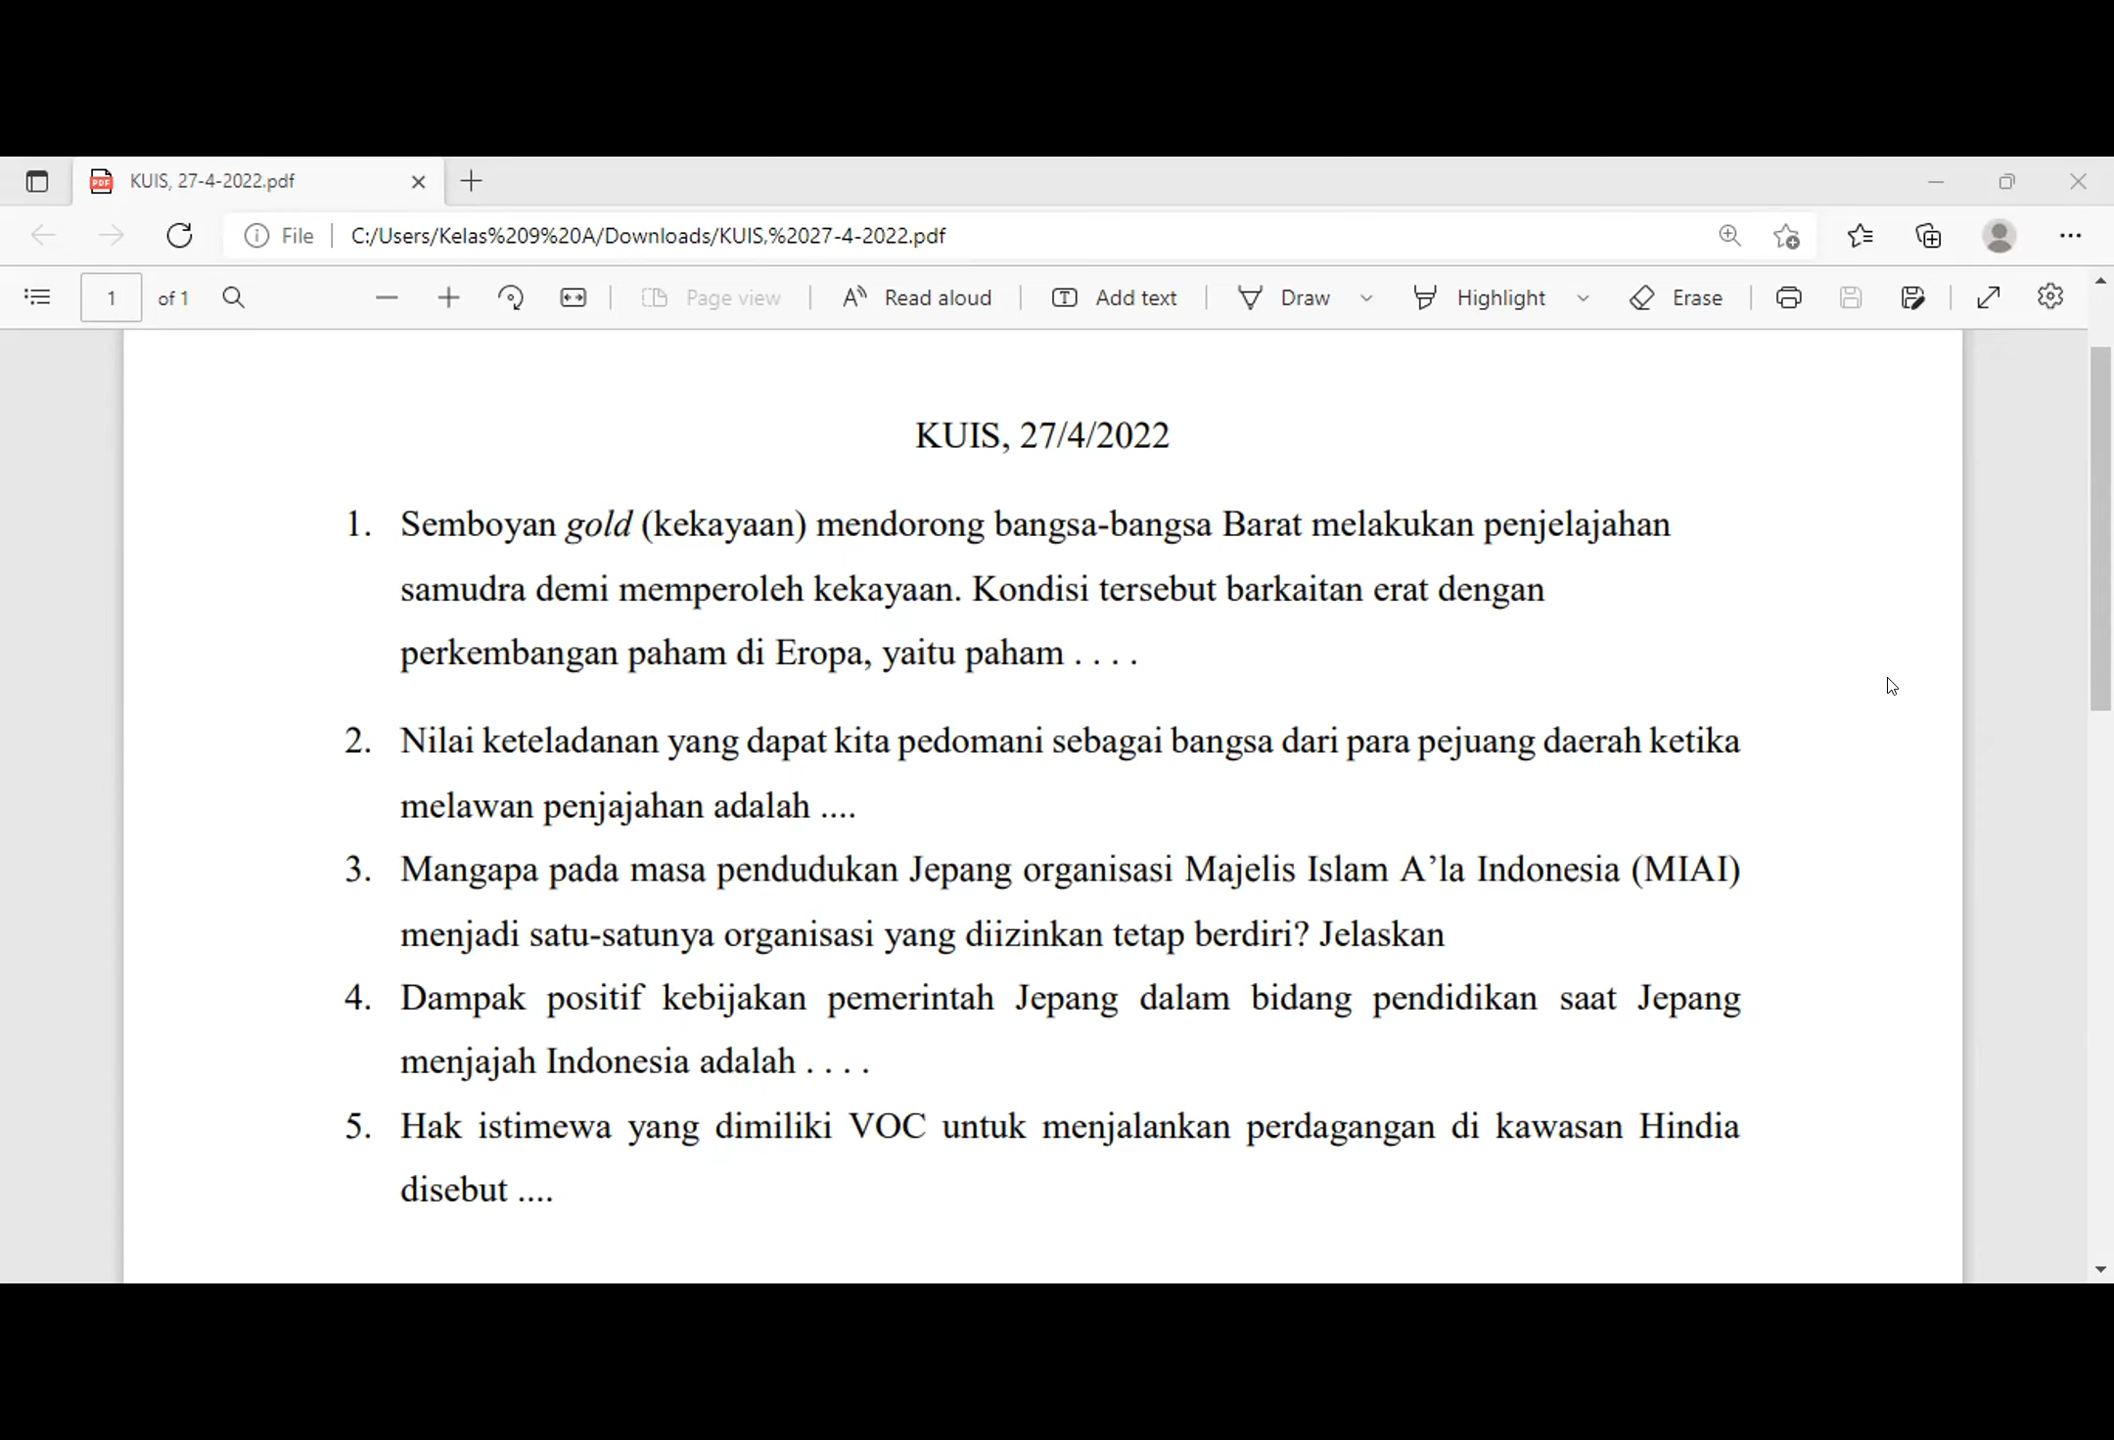 KUIS, 27-4-2022.pdf
File C:/Users/Kelas%209%20A/Downloads/KUIS,%2027-4-2022.pdf
1 of 1 Page view Read aloud Add text Draw Highlight Erase
KUIS, 27/4/2022
1. Semboyan gold (kekayaan) mendorong bangsa-bangsa Barat melakukan penjelajahan
samudra demi memperoleh kekayaan. Kondisi tersebut barkaitan erat dengan
perkembangan paham di Eropa, yaitu paham . . . .
2. Nilai keteladanan yang dapat kita pedomani sebagai bangsa dari para pejuang daerah ketika
melawan penjajahan adalah ....
3. Mangapa pada masa pendudukan Jepang organisasi Majelis Islam A’la Indonesia (MIAI)
menjadi satu-satunya organisasi yang diizinkan tetap berdiri? Jelaskan
4. Dampak positif kebijakan pemerintah Jepang dalam bidang pendidikan saat Jepang
menjajah Indonesia adalah . . . .
5. Hak istimewa yang dimiliki VOC untuk menjalankan perdagangan di kawasan Hindia
disebut ....